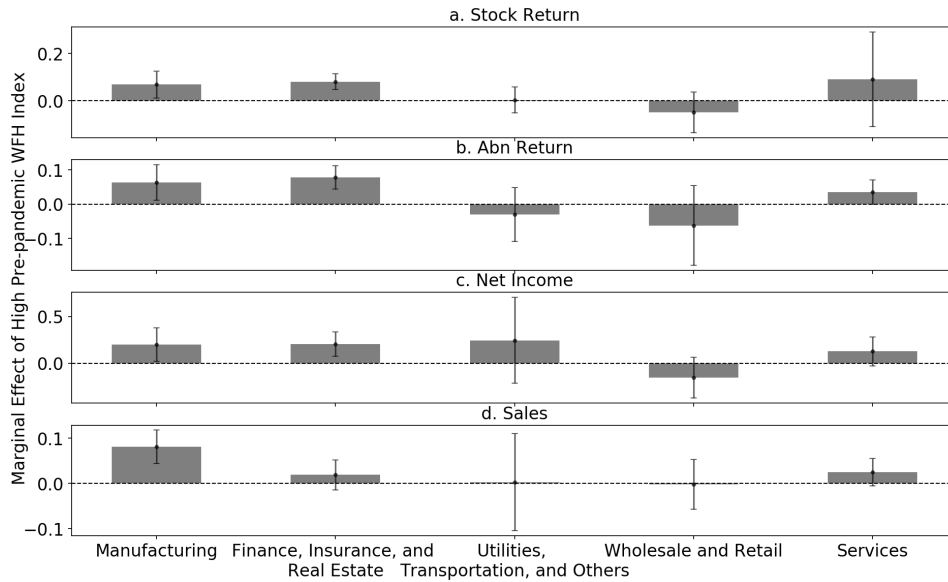 a. Stock Return
0.2
0.0
b. Abn Return
0.1
0.0
−0.1
c. Net Income
0.5
0.0
d. Sales
0.1
0.0
−0.1
Marginal Effect of High Pre-pandemic WFH Index
Manufacturing Finance, Insurance, and Utilities, Wholesale and Retail Services
Real Estate Transportation, and Others